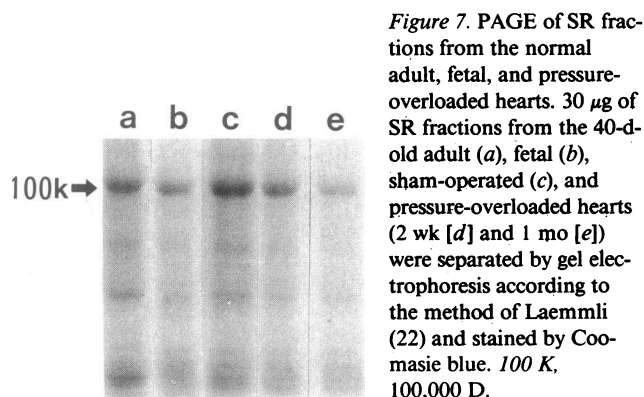 a b c d e
100k
Figure 7. PAGE of SR frac-
tions from the normal
adult, fetal, and pressure-
overloaded hearts. 30 μg of
SR fractions from the 40-d-
old adult (a), fetal (b),
sham-operated (c), and
pressure-overloaded hearts
(2 wk [d] and 1 mo [e])
were separated by gel elec-
trophoresis according to
the method of Laemmli
(22) and stained by Coo-
masie blue. 100 K,
100,000 D.